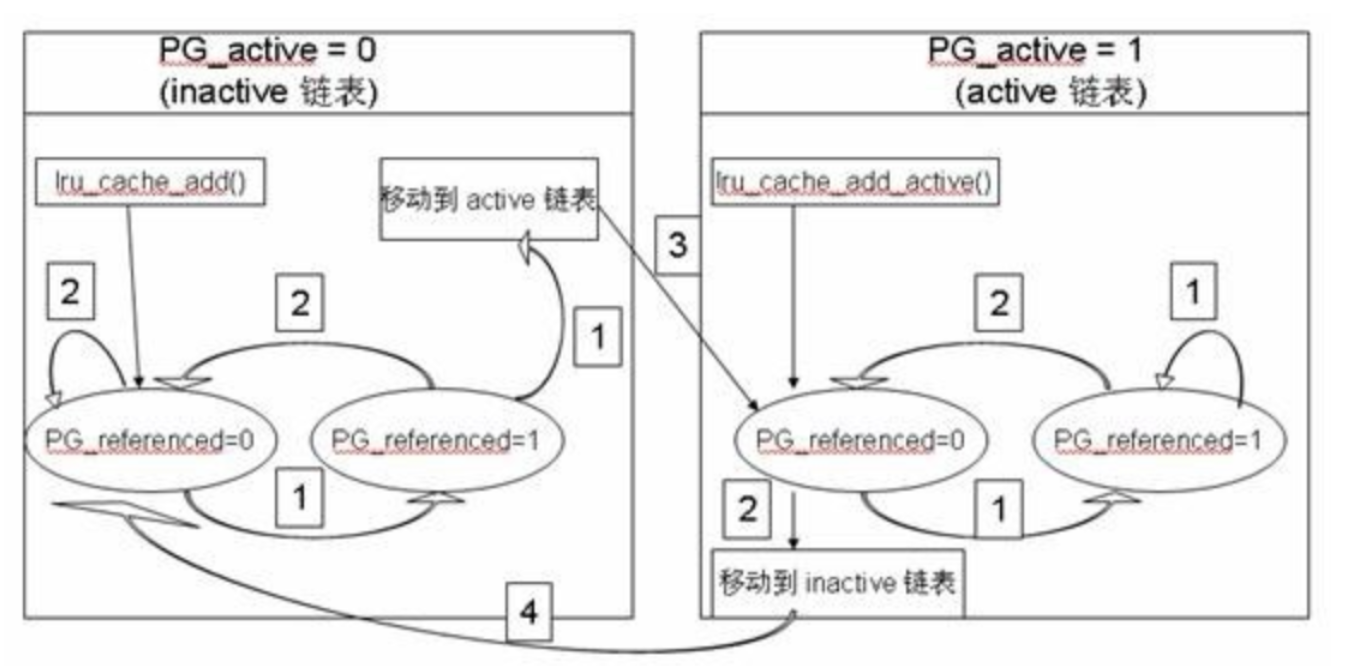 PG_active = 0
(inactive 链表)
PG_active = 1
(active 链表)
lru_cache_add()
移动到 active 链表
3
lru_cache_add_active()
2
2
1
2
1
PG_referenced=0
PG_referenced=1
PG_referenced=0
PG_referenced=1
1
2
1
移动到 inactive 链表
4